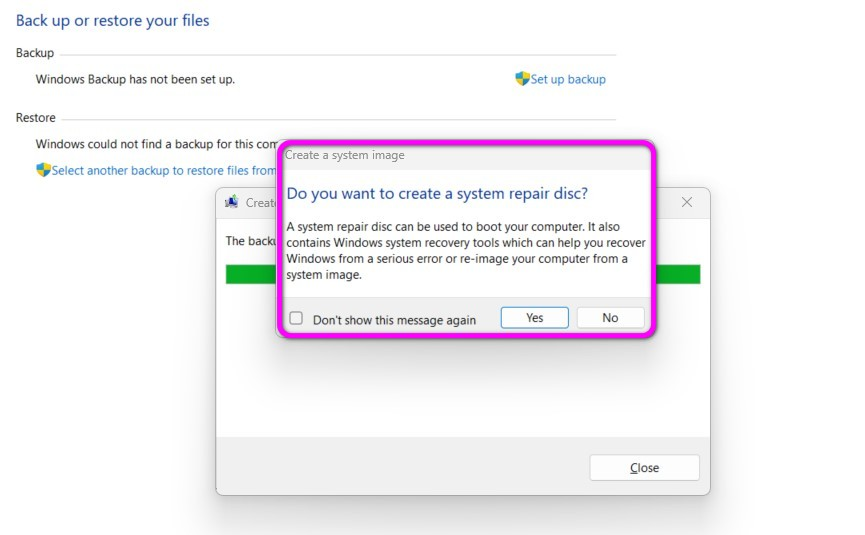 Back up or restore your files
Backup
Windows Backup has not been set up.
Set up backup
Restore
Windows could not find a backup for this
Select another backup to restore files from
Create a system image
Do you want to create a system repair disc?
A system repair disc can be used to boot your computer. It also
contains Windows system recovery tools which can help you recover
Windows from a serious error or re-image your computer from a
system image.
Don't show this message again
Yes
No
The
Close